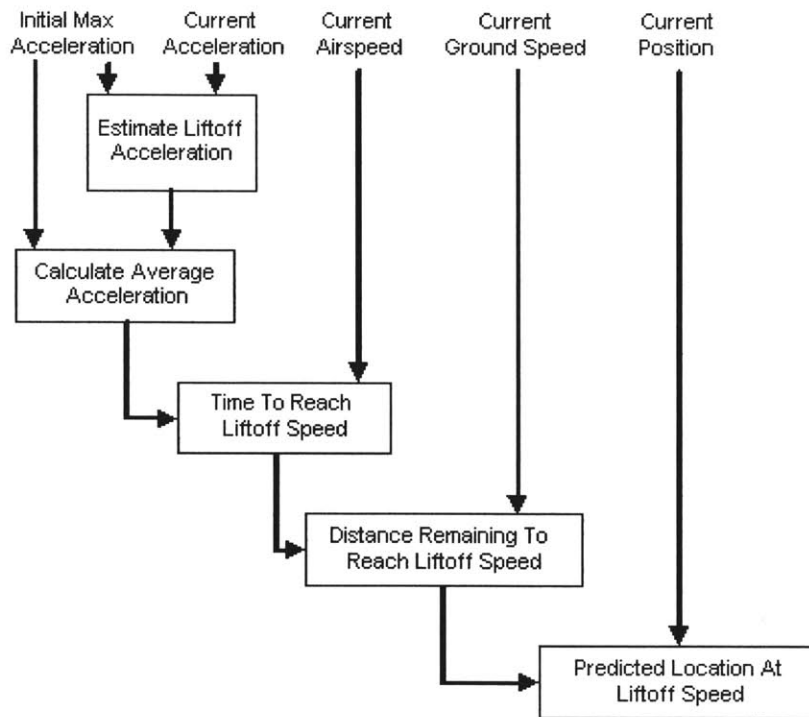 Initial Max
Acceleration
Current
Acceleration
Current
Airspeed
Current
Ground Speed
Current
Position
Estimate Liftoff
Acceleration
Calculate Average
Acceleration
Time To Reach
Liftoff Speed
Distance Remaining To
Reach Liftoff Speed
Predicted Location At
Liftoff Speed